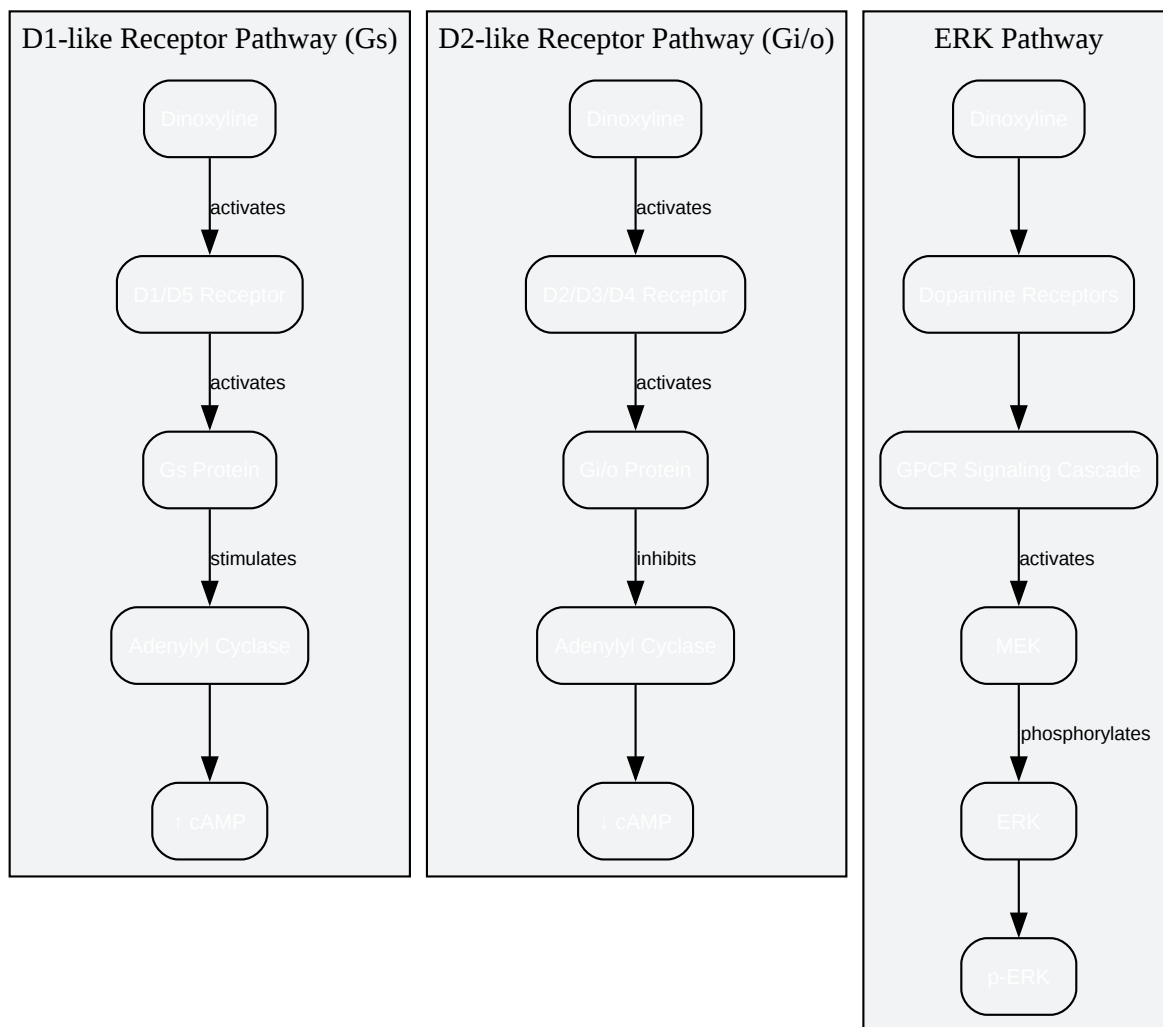 D1-like Receptor Pathway (Gs)
Dinoxyline
activates
D1/D5 Receptor
activates
Gs Protein
stimulates
Adenylyl Cyclase
↑ cAMP
D2-like Receptor Pathway (Gi/o)
Dinoxyline
activates
D2/D3/D4 Receptor
activates
Gi/o Protein
inhibits
Adenylyl Cyclase
↓ cAMP
ERK Pathway
Dinoxyline
Dopamine Receptors
GPCR Signaling Cascade
activates
MEK
phosphorylates
ERK
p-ERK